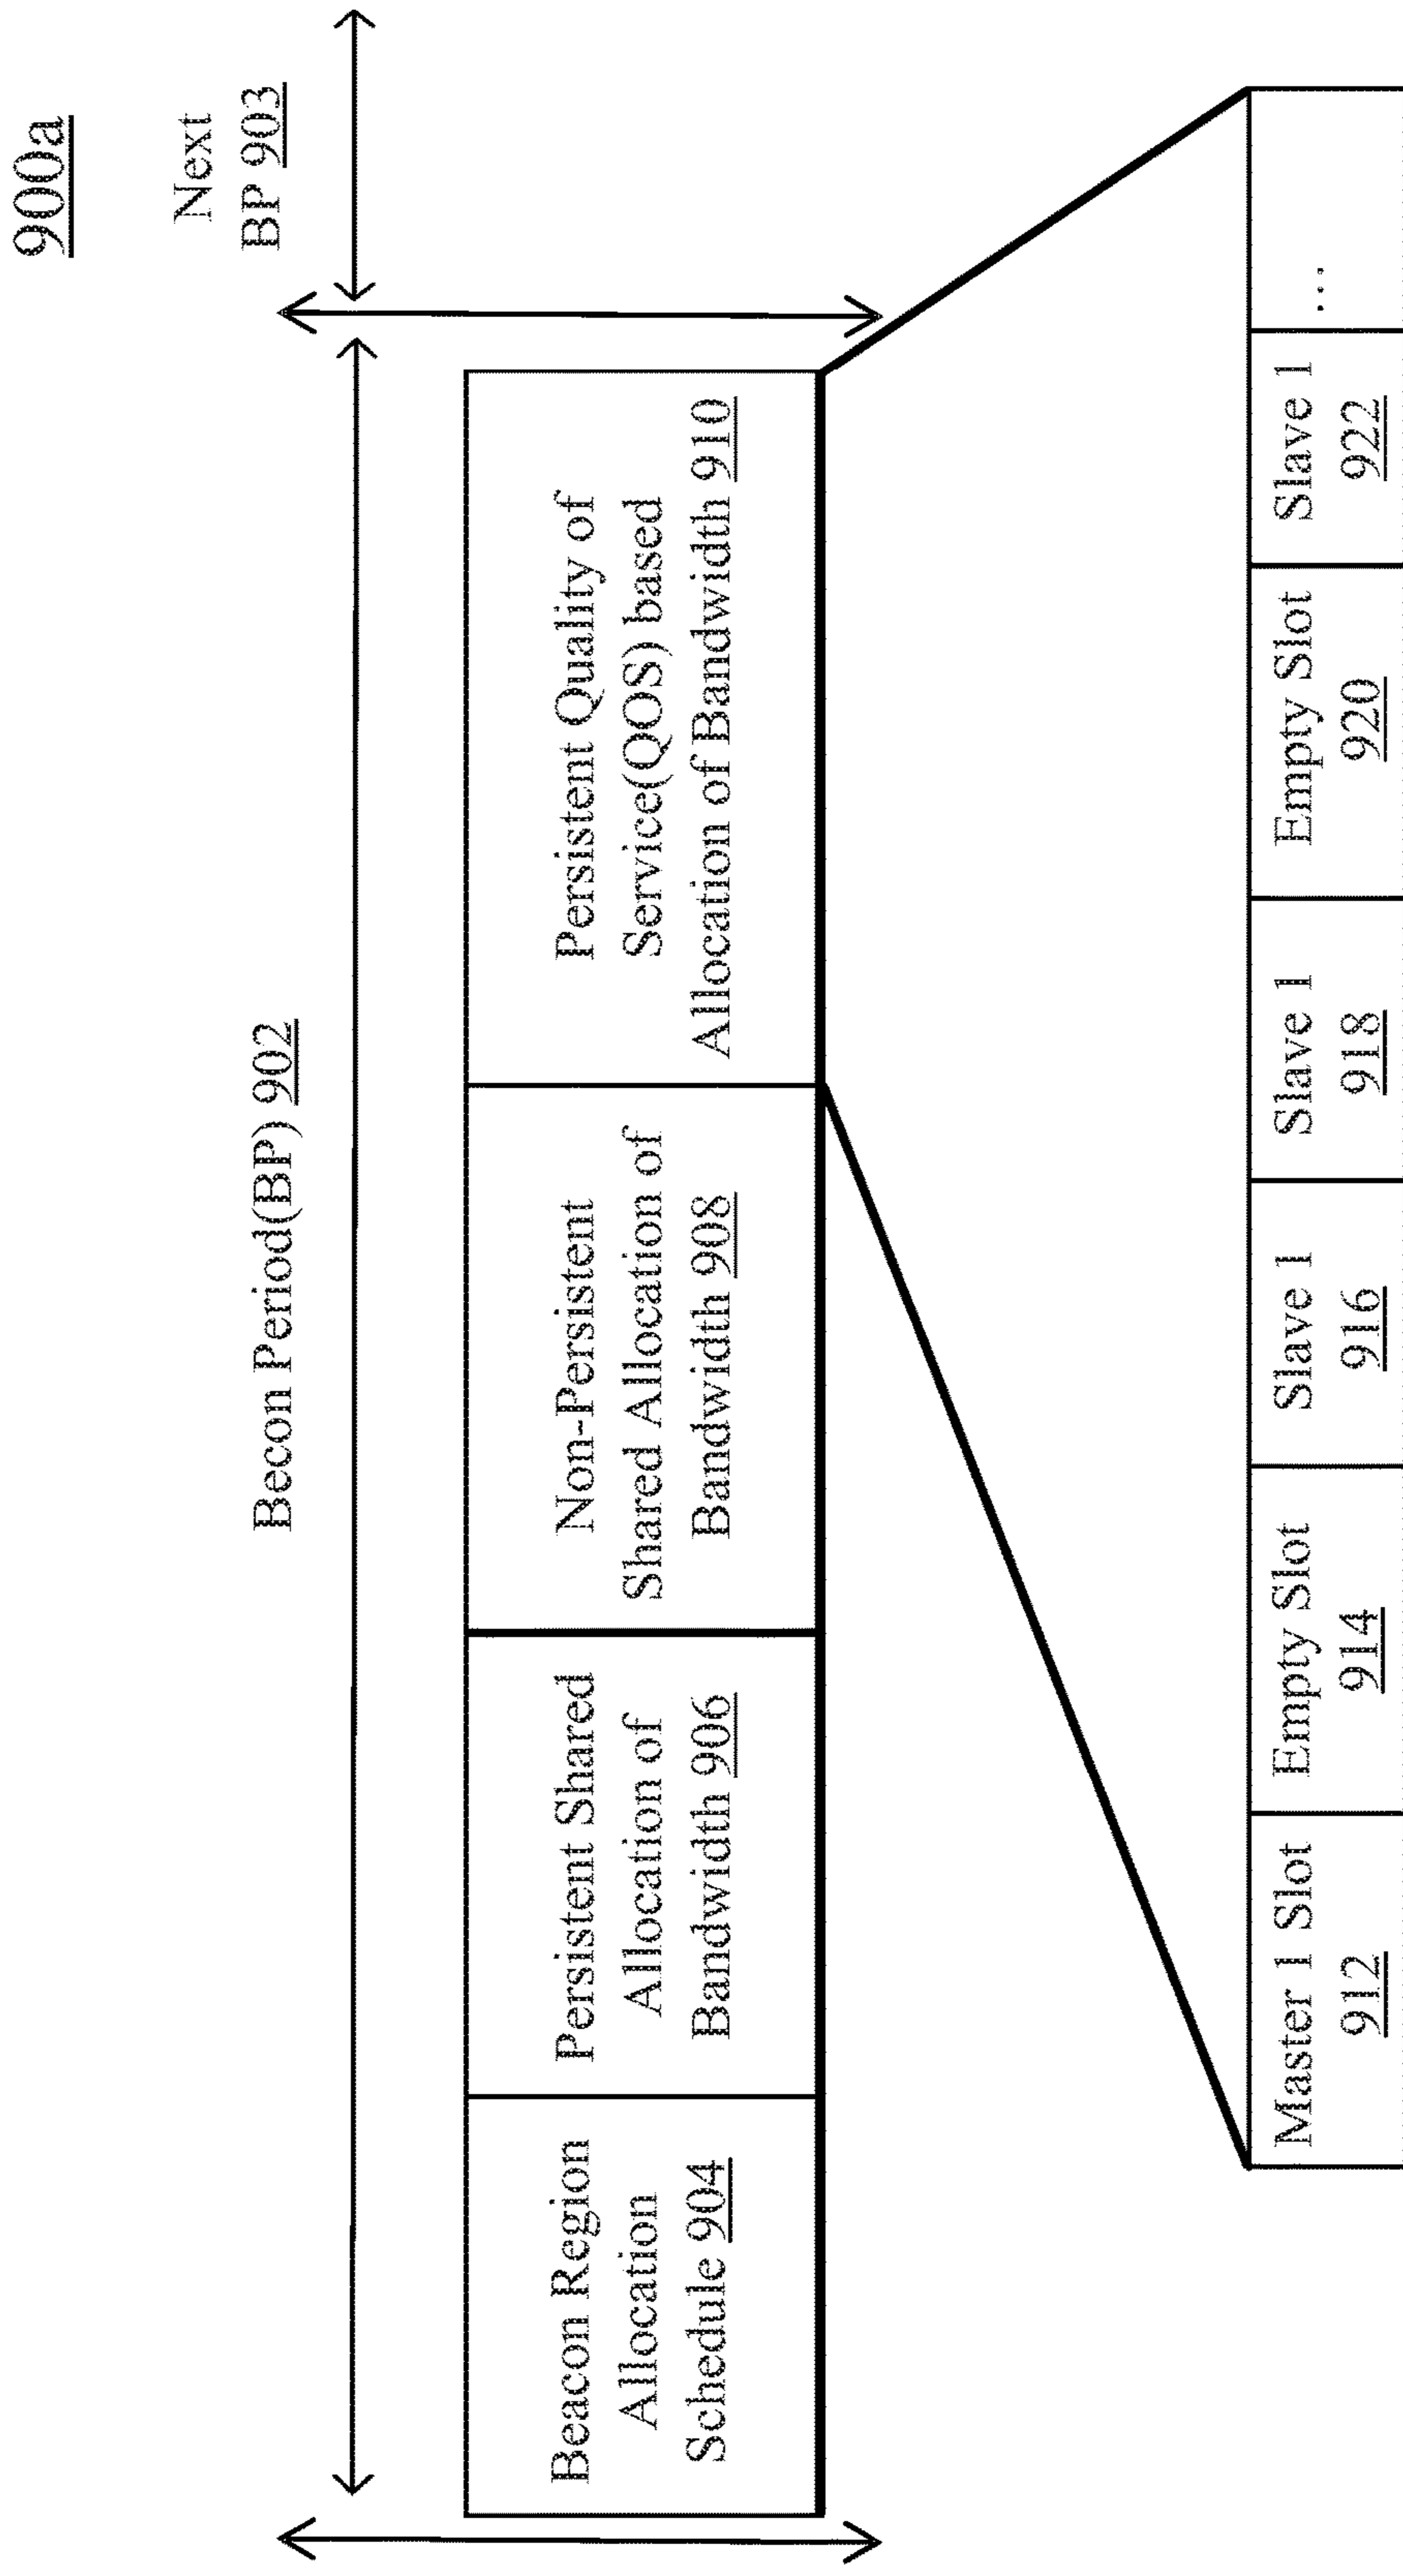 900a
Becon Period(BP) 902
Next
BP 903
Beacon Region
Allocation
Schedule 904
Persistent Shared
Allocation of
Bandwidth 906
Non-Persistent
Shared Allocation of
Bandwidth 908
Persistent Quality of
Service(QOS) based
Allocation of Bandwidth 910
Master 1 Slot
912
Empty Slot
914
Slave 1
916
Slave 1
918
Empty Slot
920
Slave 1
922
...